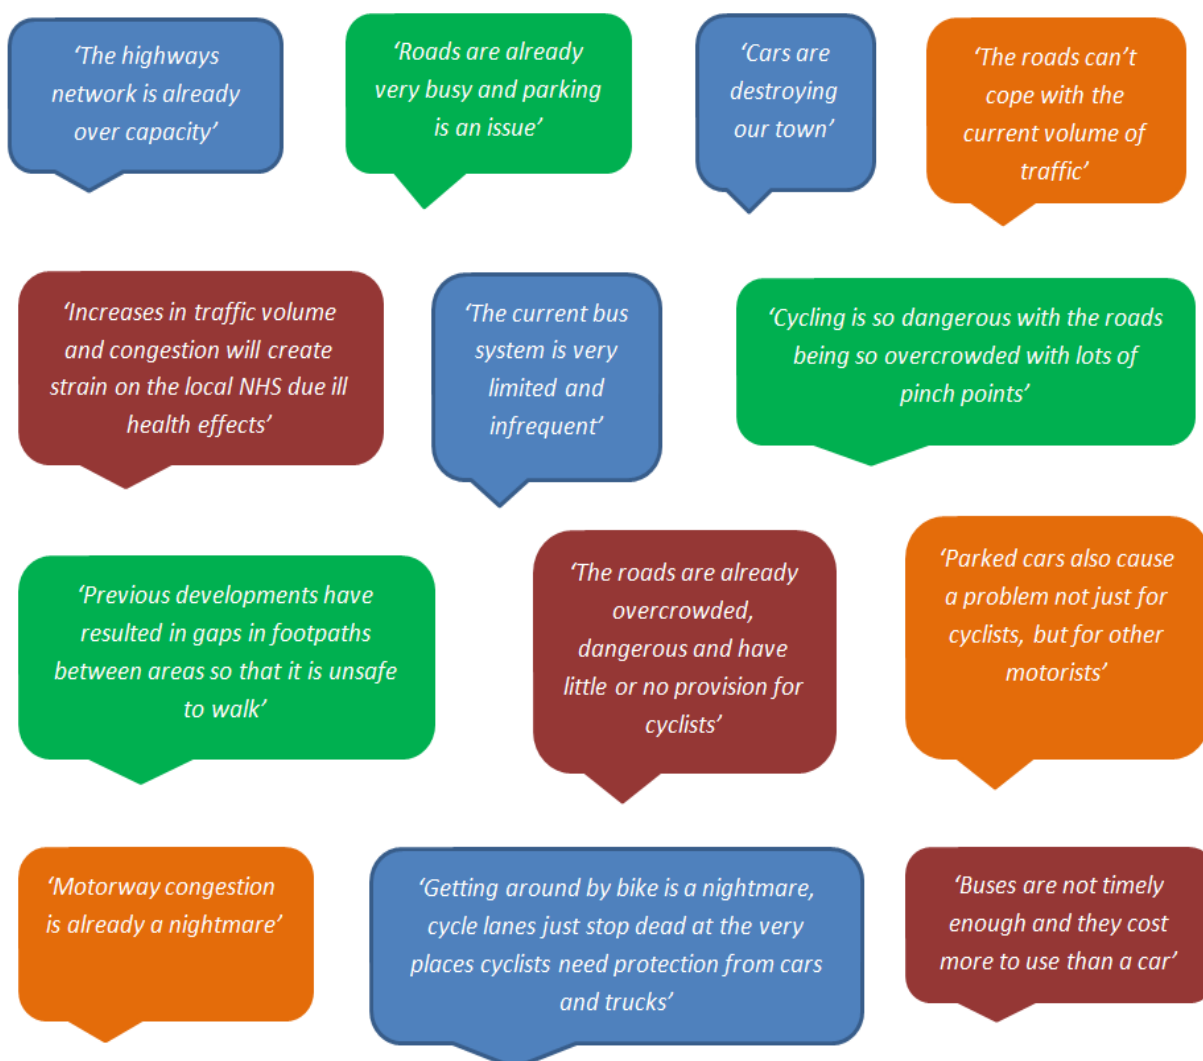 ‘The highways
network is already
over capacity’
‘Roads are already
very busy and parking
is an issue’
‘Cars are
destroying
our town’
‘The roads can’t
cope with the
current volume of
traffic’
‘Increases in traffic volume
and congestion will create
strain on the local NHS due ill
health effects’
‘The current bus
system is very
limited and
infrequent’
‘Cycling is so dangerous with the roads
being so overcrowded with lots of
pinch points’
‘Previous developments have
resulted in gaps in footpaths
between areas so that it is unsafe
to walk’
‘The roads are already
overcrowded,
dangerous and have
little or no provision for
cyclists’
‘Parked cars also cause
a problem not just for
cyclists, but for other
motorists’
‘Motorway congestion
is already a nightmare’
‘Getting around by bike is a nightmare,
cycle lanes just stop dead at the very
places cyclists need protection from cars
and trucks’
‘Buses are not timely
enough and they cost
more to use than a car’